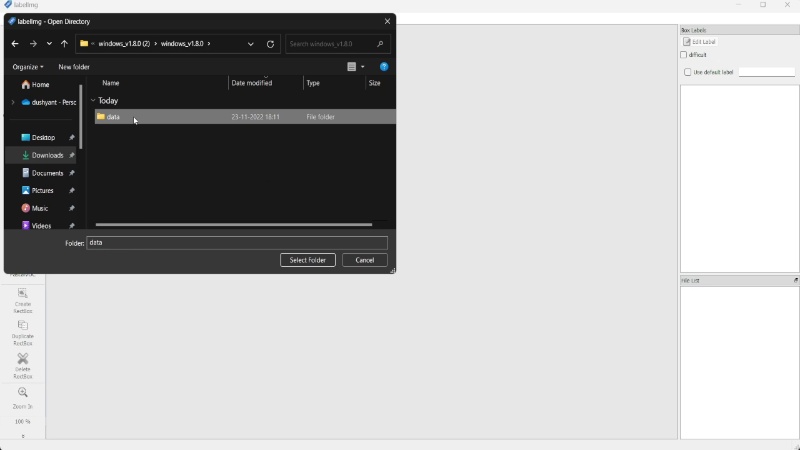 labelImg
labelImg - Open Directory
« windows_v1.8.0 (2) › windows_v1.8.0 ›
Search windows_v1.8.0
Organize
New folder
Home
dushyant - Persc
Desktop
Downloads
Documents
Pictures
Music
Videos
Name
Date modified
Type
Size
Today
data
23-11-2022 18:11
File folder
Folder:
data
Select Folder
Cancel
Create
RectBox
Duplicate
RectBox
Delete
RectBox
Zoom In
100 %
Box Labels
Edit Label
difficult
Use default label
File List